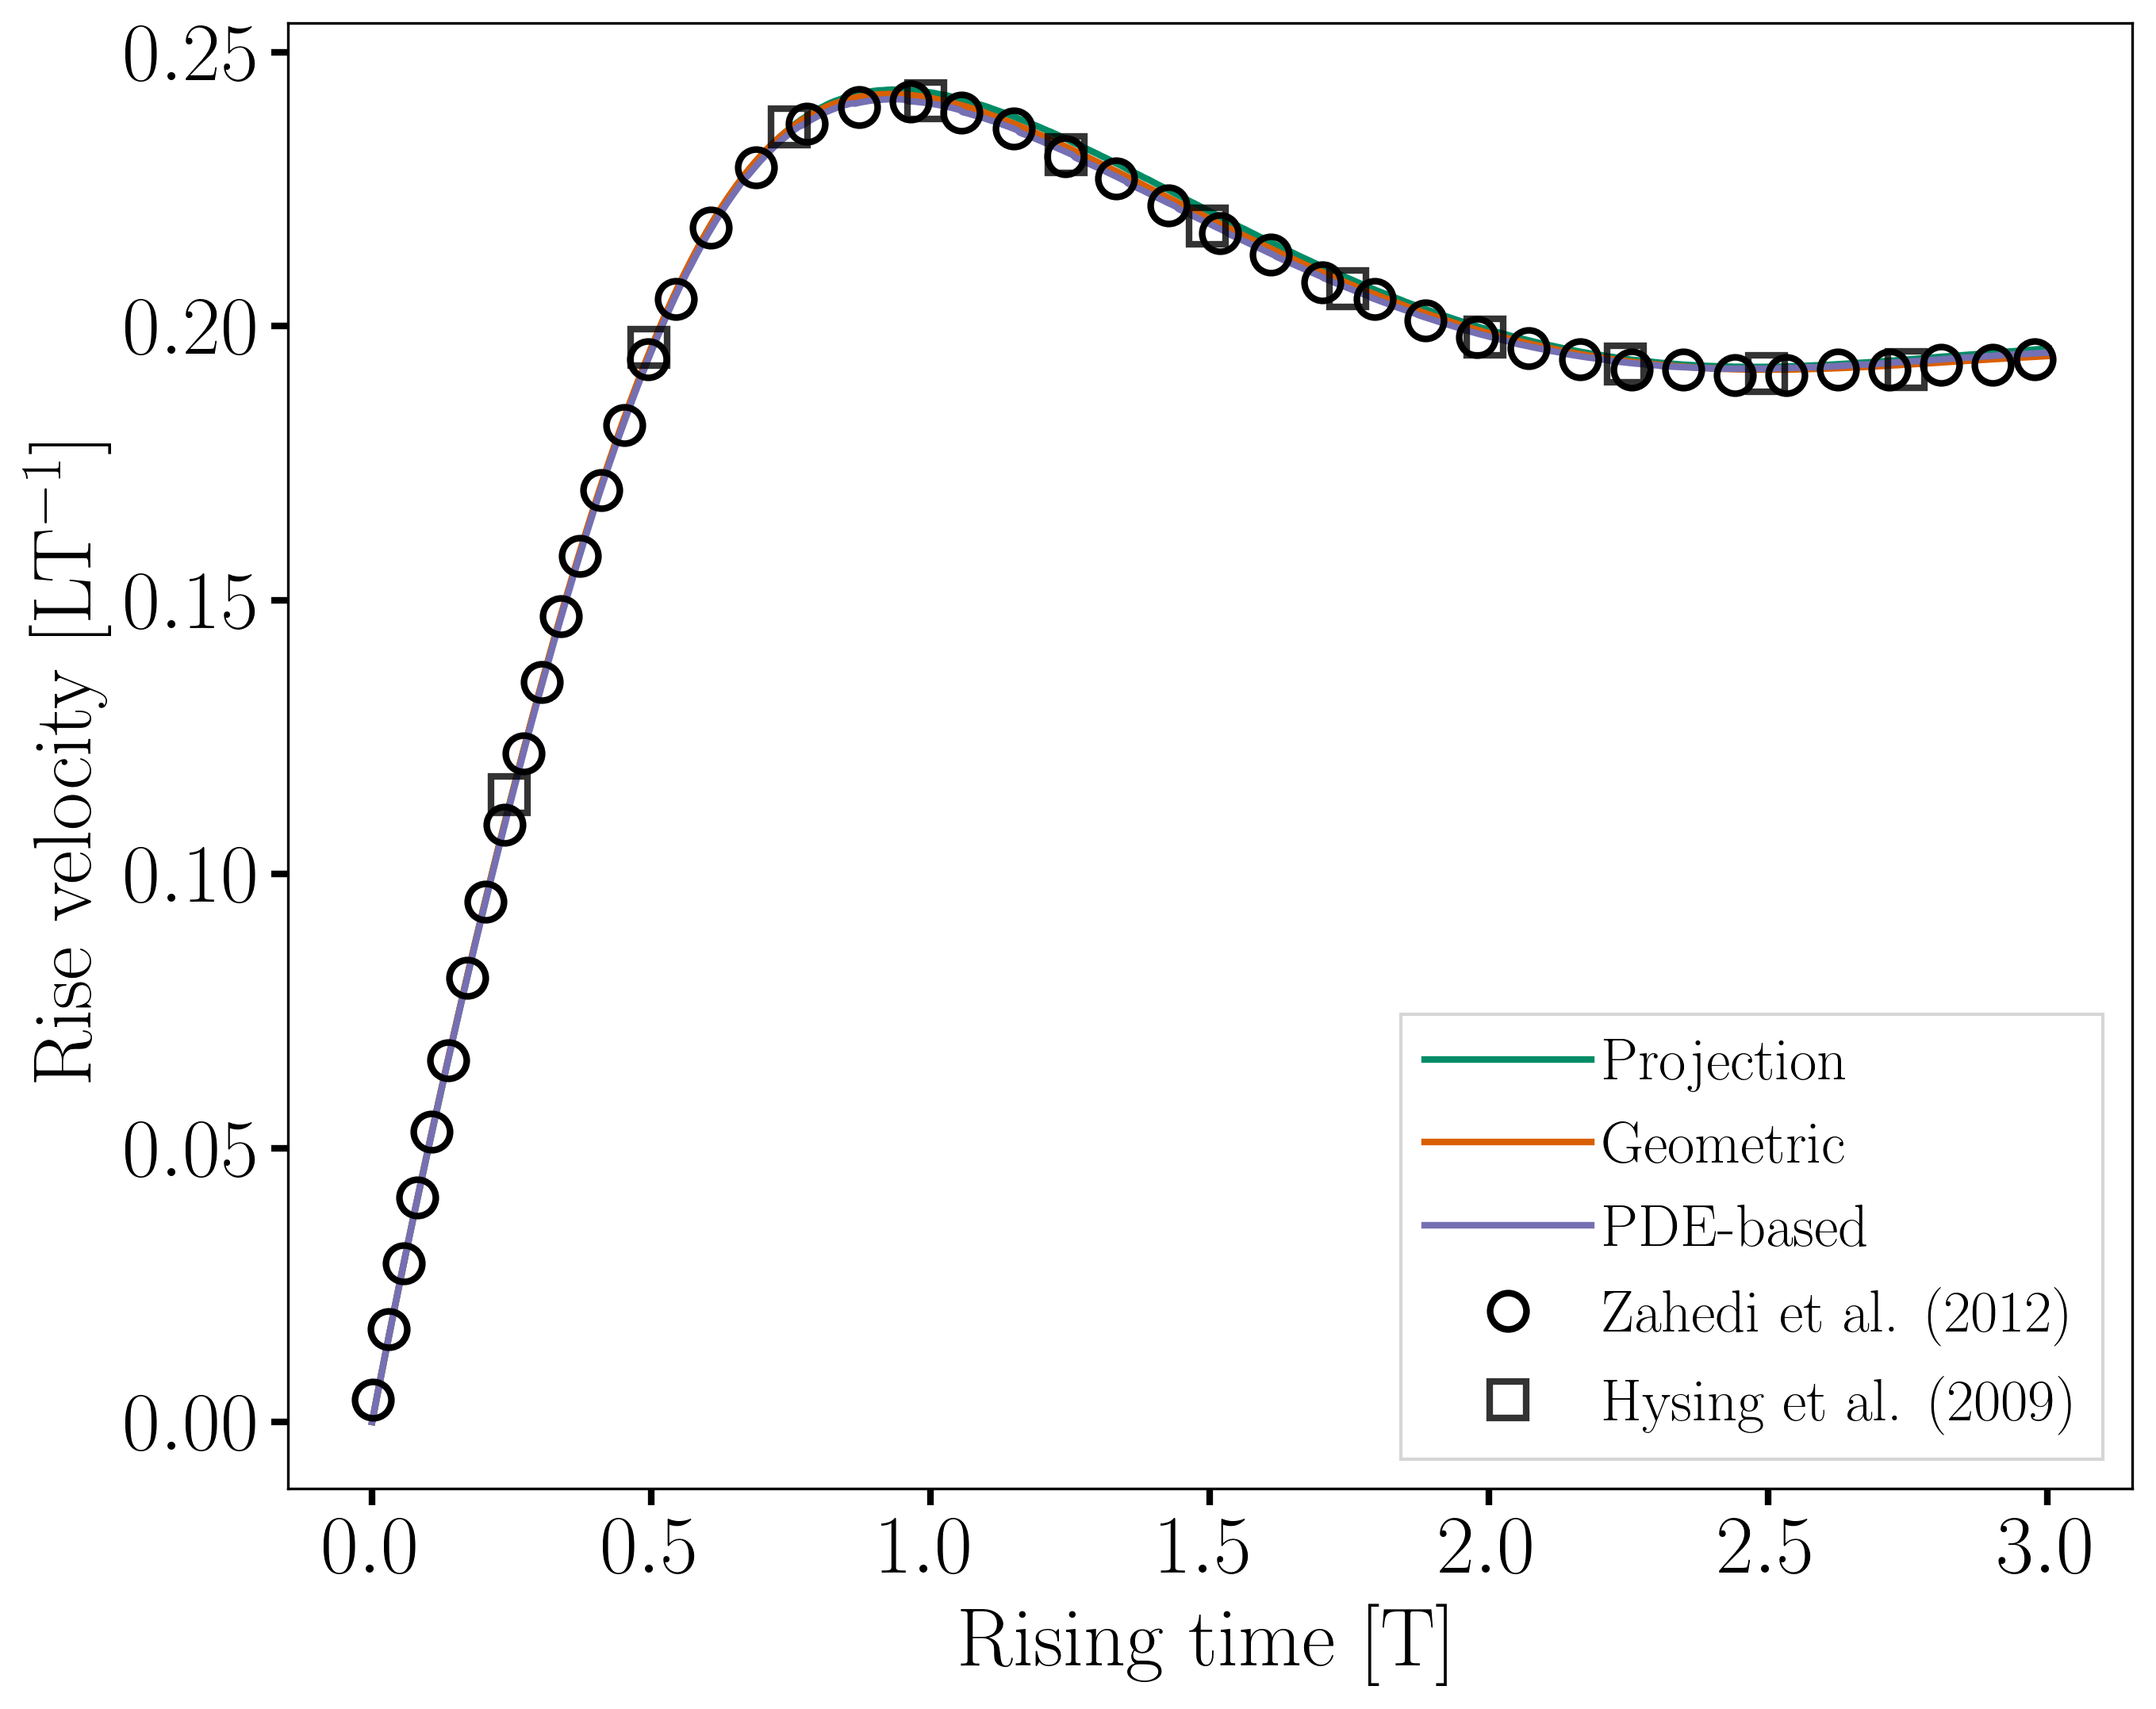 0.25
0.20
0.15
0.10
0.05
0.00
Rise velocity [LT⁻¹]
Projection
Geometric
PDE-based
Zahedi et al. (2012)
Hysing et al. (2009)
0.0 0.5 1.0 1.5 2.0 2.5 3.0
Rising time [T]